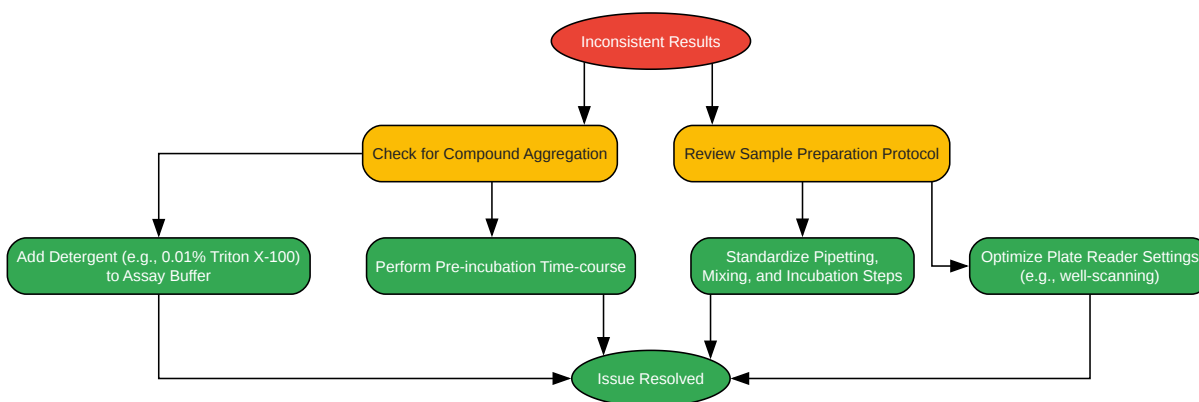 Inconsistent Results
Check for Compound Aggregation
Review Sample Preparation Protocol
Add Detergent (e.g., 0.01% Triton X-100)
to Assay Buffer
Perform Pre-incubation Time-course
Standardize Pipetting,
Mixing, and Incubation Steps
Optimize Plate Reader Settings
(e.g., well-scanning)
Issue Resolved